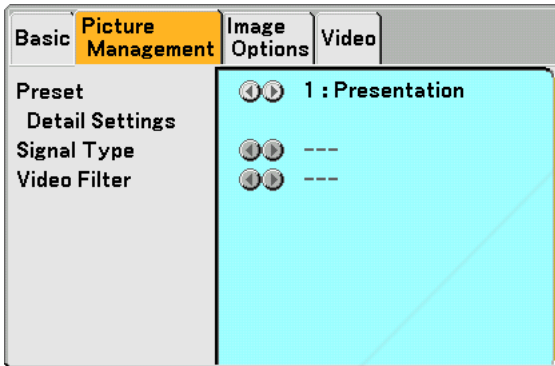 Basic
Picture
Management
Image
Options
Video
Preset
1 : Presentation
Detail Settings
Signal Type
---
Video Filter
---